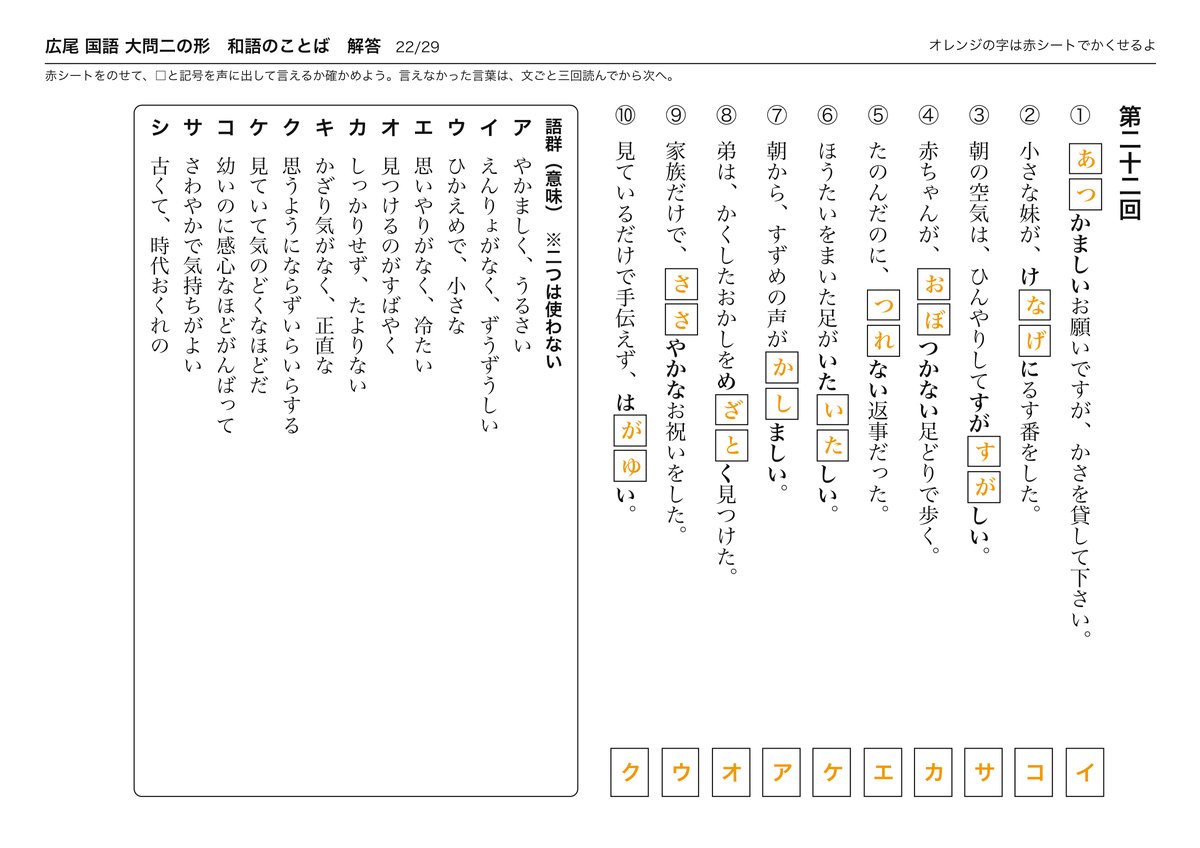 広尾 国語 大問二の形　和語のことば　解答　22/29
オレンジの字は赤シートでかくせるよ
赤シートをのせて、□と記号を声に出して言えるか確かめよう。言えなかった言葉は、文ごと三回読んでから次へ。
第二十二回
① あつかましいお願いですが、かさを貸して下さい。 イ
② 小さな妹が、けなげにるす番をした。 コ
③ 朝の空気は、ひんやりしてすがすがしい。 サ
④ 赤ちゃんが、おぼつかない足どりで歩く。 カ
⑤ たのんだのに、つれない返事だった。 エ
⑥ ほうたいをまいた足がいたいたしい。 ケ
⑦ 朝から、すずめの声がかしましい。 ア
⑧ 弟は、かくしたおかしをめざとく見つけた。 オ
⑨ 家族だけで、ささやかなお祝いをした。 ウ
⑩ 見ているだけで手伝えず、はがゆい。 ク
語群（意味）　※二つは使わない
ア　やかましく、うるさい
イ　えんりょがなく、ずうずうしい
ウ　ひかえめで、小さな
エ　思いやりがなく、冷たい
オ　見つけるのがすばやく
カ　しっかりせず、たよりない
キ　かざり気がなく、正直な
ク　思うようにならずいらいらする
ケ　見ていて気のどくなほどだ
コ　幼いのに感心なほどがんばって
サ　さわやかで気持ちがよい
シ　古くて、時代おくれの